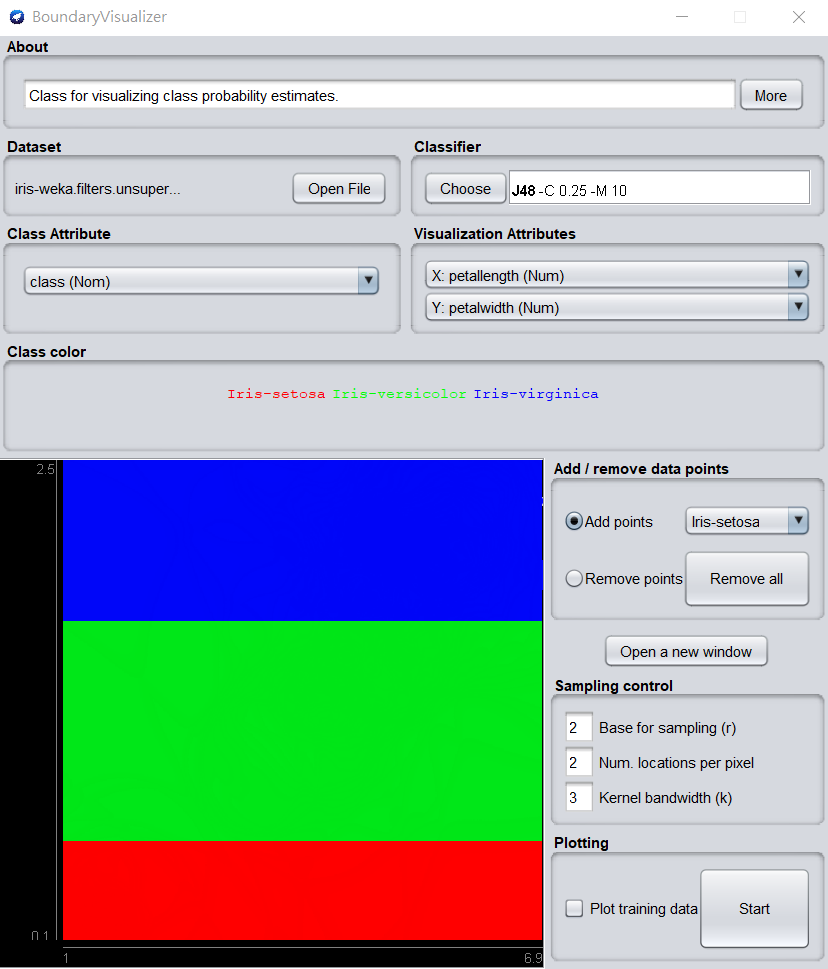 BoundaryVisualizer
About
Class for visualizing class probability estimates.
More
Dataset
iris-weka.filters.unsuper...
Open File
Classifier
Choose
J48 -C 0.25 -M 10
Class Attribute
class (Nom)
Visualization Attributes
X: petallength (Num)
Y: petalwidth (Num)
Class color
Iris-setosa Iris-versicolor Iris-virginica
2.5
0.1
1
6.9
Add / remove data points
Add points
Iris-setosa
Remove points
Remove all
Open a new window
Sampling control
2 Base for sampling (r)
2 Num. locations per pixel
3 Kernel bandwidth (k)
Plotting
Plot training data
Start